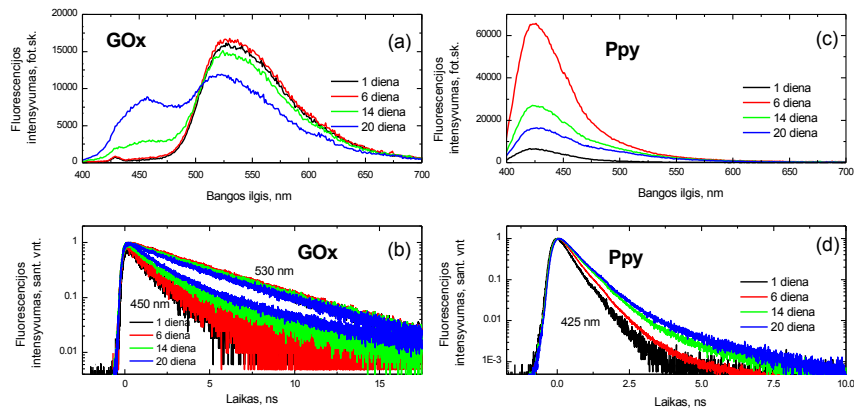 GOx
(a)
Fluorescencijos
intensyvumas, fot.sk.
20000
15000
10000
5000
0
400 450 500 550 600 650 700
Bangos ilgis, nm
1 diena
6 diena
14 diena
20 diena
Ppy
(c)
Fluorescencijos
intensyvumas, fot.sk.
60000
40000
20000
0
400 450 500 550 600 650 700
Bangos ilgis, nm
1 diena
6 diena
14 diena
20 diena
GOx
(b)
Fluorescencijos
intensyvumas, sant. vnt.
1
0.1
0.01
0 5 10 15
Laikas, ns
530 nm
450 nm
1 diena
6 diena
14 diena
20 diena
Ppy
(d)
Fluorescencijos
intensyvumas, sant. vnt
1
0.1
0.01
1E-3
0.0 2.5 5.0 7.5 10.0
Laikas, ns
425 nm
1 diena
6 diena
14 diena
20 diena